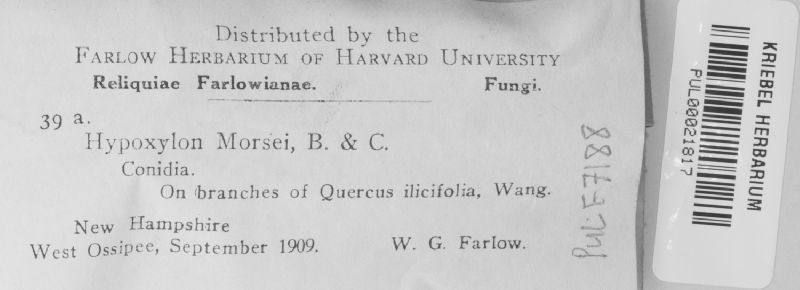 Distributed by the
FARLOW HERBARIUM OF HARVARD UNIVERSITY
Reliquiae Farlowianae. Fungi.
39 a.
Hypoxylon Morsei, B. & C.
Conidia.
On branches of Quercus ilicifolia, Wang.
New Hampshire
West Ossipee, September 1909. W. G. Farlow.
PUL F7188
KRIEBEL HERBARIUM
PUL00021817